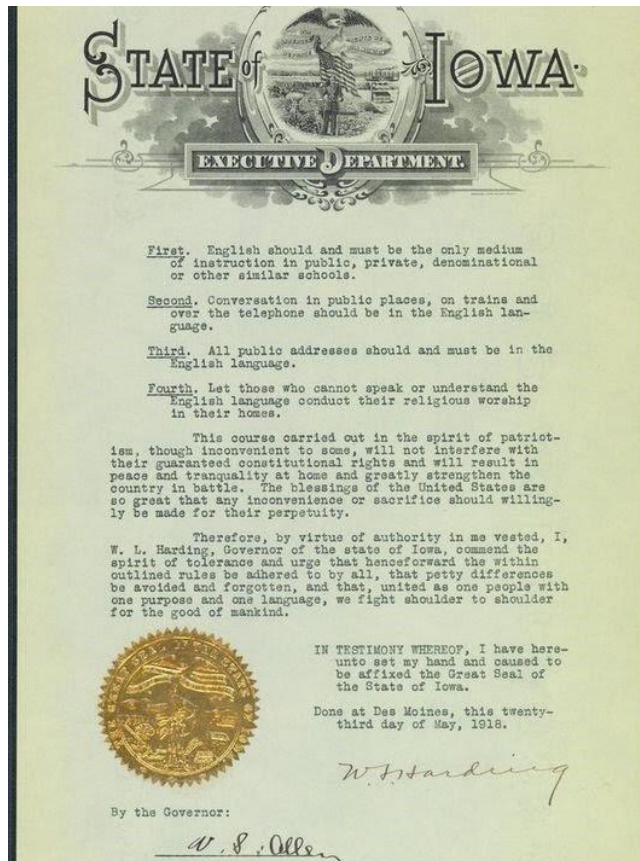 STATE of IOWA.
EXECUTIVE DEPARTMENT.
First. English should and must be the only medium
of instruction in public, private, denominational
or other similar schools.
Second. Conversation in public places, on trains and
over the telephone should be in the English lan-
guage.
Third. All public addresses should and must be in the
English language.
Fourth. Let those who cannot speak or understand the
English language conduct their religious worship
in their homes.
This course carried out in the spirit of patriot-
ism, though inconvenient to some, will not interfere with
their guaranteed constitutional rights and will result in
peace and tranquality at home and greatly strengthen the
country in battle. The blessings of the United States are
so great that any inconvenience or sacrifice should willing-
ly be made for their perpetuity.
Therefore, by virtue of authority in me vested, I,
W. L. Harding, Governor of the state of Iowa, commend the
spirit of tolerance and urge that henceforward the within
outlined rules be adhered to by all, that petty differences
be avoided and forgotten, and that, united as one people with
one purpose and one language, we fight shoulder to shoulder
for the good of mankind.
IN TESTIMONY WHEREOF, I have here-
unto set my hand and caused to
be affixed the Great Seal of
the State of Iowa.
Done at Des Moines, this twenty-
third day of May, 1918.
W. L. Harding
By the Governor:
W. S. Allen